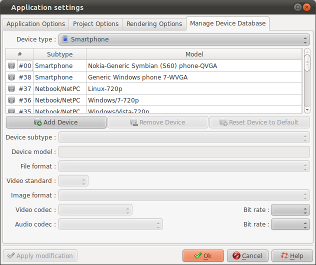 Application settings
Application Options Project Options Rendering Options Manage Device Database
Device type : Smartphone
# Subtype Model
#00 Smartphone Nokia-Generic Symbian (S60) phone-QVGA
#38 Smartphone Generic Windows phone 7-WVGA
#37 Netbook/NetPC Linux-720p
#36 Netbook/NetPC Windows/7-720p
#35 Netbook/NetPC Windows/Vista-720p
Add Device Remove Device Reset Device to Default
Device subtype :
Device model :
File format :
Video standard :
Image format :
Video codec : Bit rate :
Audio codec : Bit rate :
Apply modification Ok Cancel Help